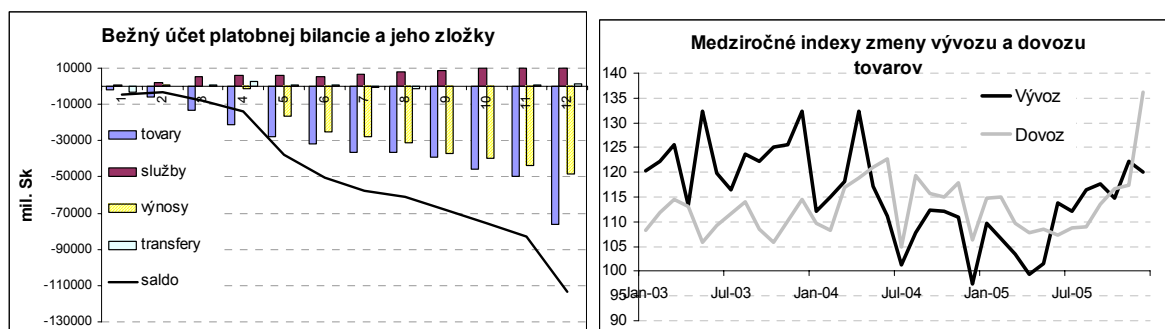 Bežný účet platobnej bilancie a jeho zložky
mil. Sk
10000
-10000
-30000
-50000
-70000
-90000
-110000
-130000
1 2 3 4 5 6 7 8 9 10 11 12
tovary
služby
výnosy
transfery
saldo
Medziročné indexy zmeny vývozu a dovozu
tovarov
140
135
130
125
120
115
110
105
100
95
90
Vývoz
Dovoz
Jan-03 Jul-03 Jan-04 Jul-04 Jan-05 Jul-05